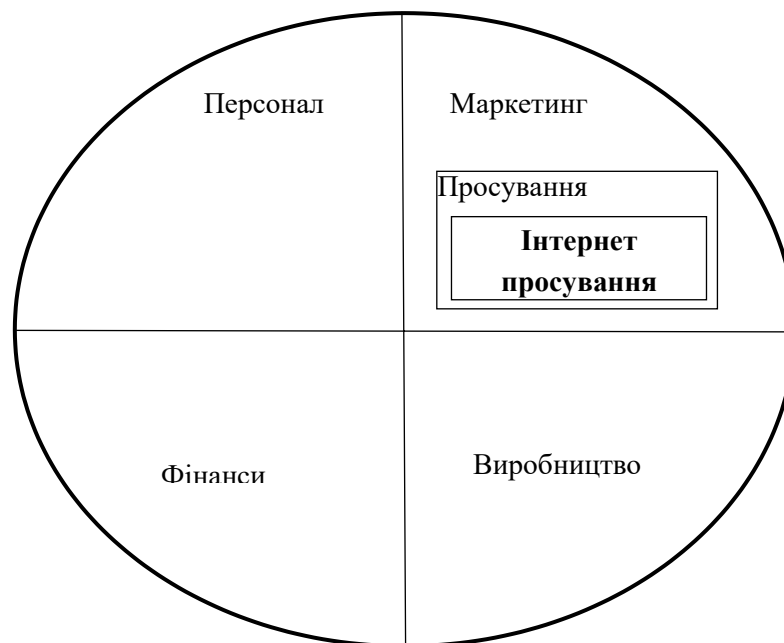 Персонал
Маркетинг
Просування
Інтернет
просування
Фінанси
Виробництво